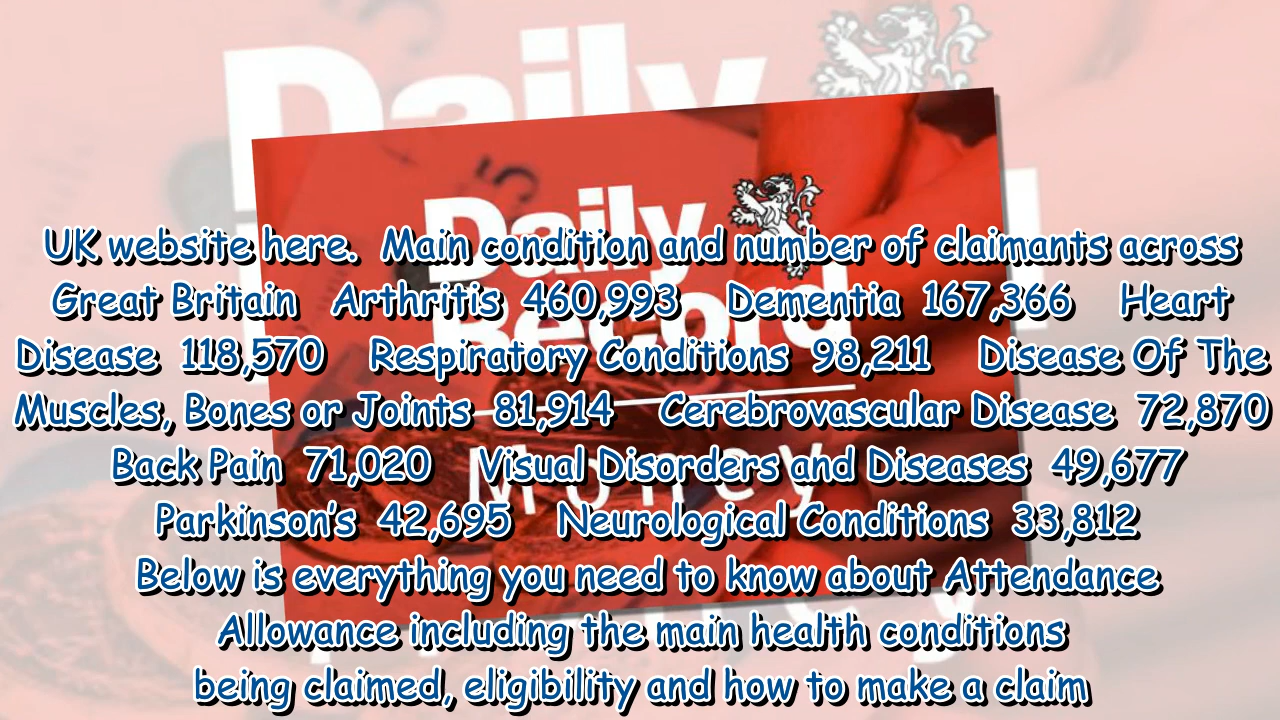 Daily
Daily
Record
Money
UK website here. Main condition and number of claimants across
Great Britain Arthritis 460,993 Dementia 167,366 Heart
Disease 118,570 Respiratory Conditions 98,211 Disease Of The
Muscles, Bones or Joints 81,914 Cerebrovascular Disease 72,870
Back Pain 71,020 Visual Disorders and Diseases 49,677
Parkinson's 42,695 Neurological Conditions 33,812
Below is everything you need to know about Attendance
Allowance including the main health conditions
being claimed, eligibility and how to make a claim